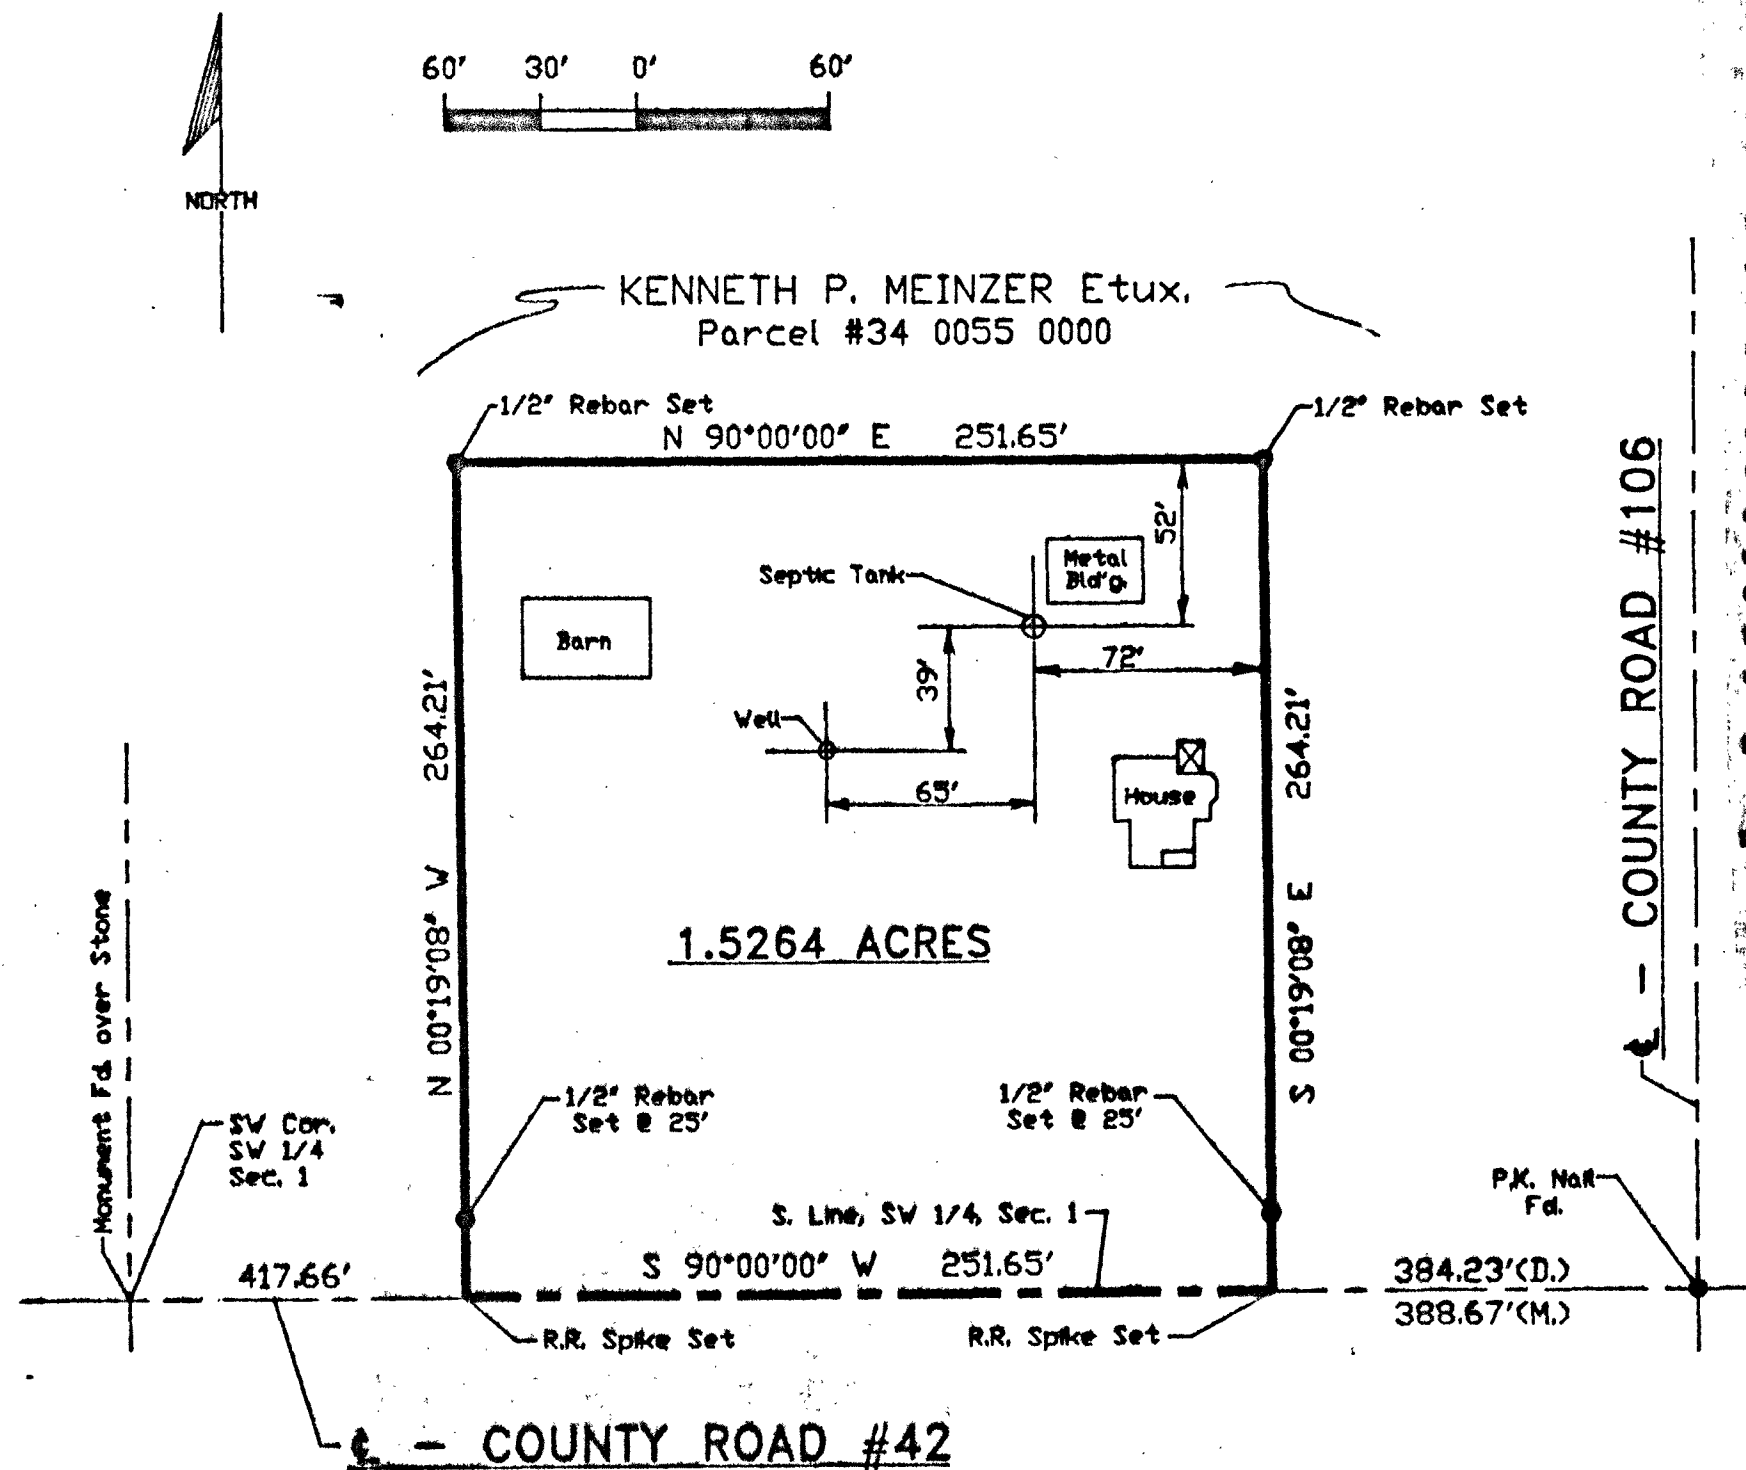 60' 30' 0' 60'
NORTH
KENNETH P. MEINZER Etux.
Parcel #34 0055 0000
1/2" Rebar Set
1/2" Rebar Set
N 90°00'00" E 251.65'
52'
Metal
Bld'g.
Septic Tank
Barn
72'
39'
Well
65'
House
N 00°19'08" W 264.21'
S 00°19'08" E 264.21'
℄ - COUNTY ROAD #106
1.5264 ACRES
Monument Fd. over Stone
SW Cor.
SW 1/4
Sec. 1
1/2" Rebar
Set @ 25'
1/2" Rebar
Set @ 25'
P.K. Nail
Fd.
S. Line, SW 1/4, Sec. 1
417.66'
S 90°00'00" W 251.65'
384.23'(D.)
388.67'(M.)
R.R. Spike Set
R.R. Spike Set
℄ - COUNTY ROAD #42